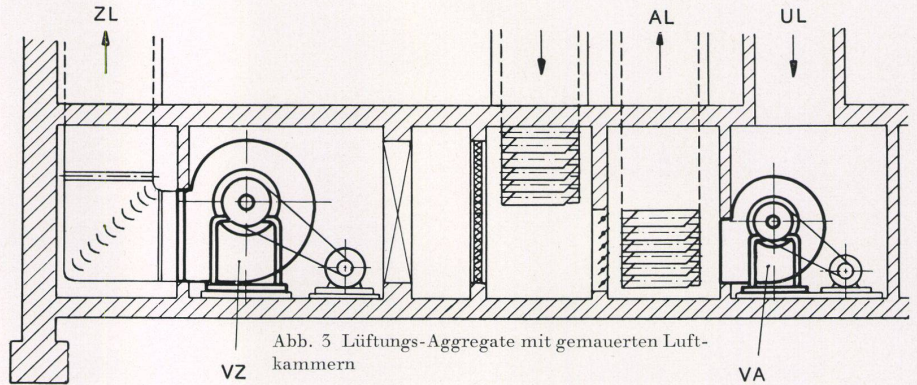 ZL
AL
UL
Abb. 3 Lüftungs-Aggregate mit gemauerten Luft-
kammern
VZ
VA